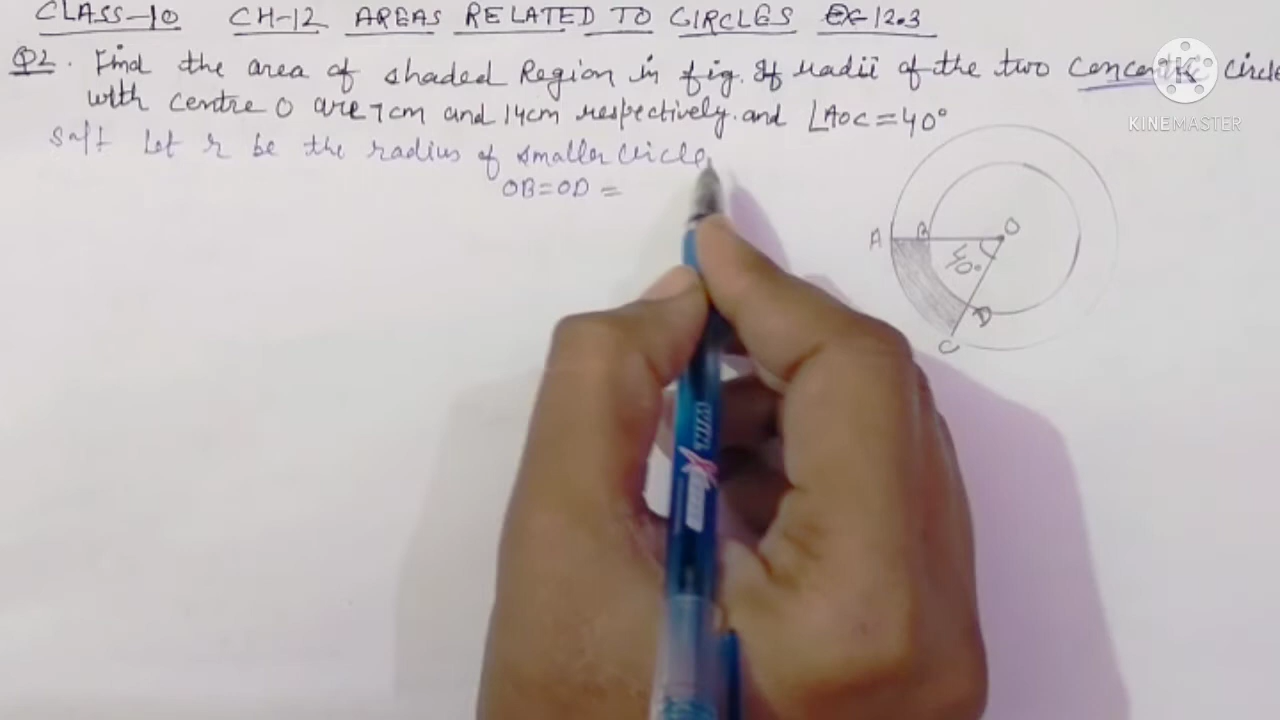 CLASS-10 CH-12 AREAS RELATED TO CIRCLES EX-12.3
Q2. Find the area of shaded Region in fig. If radii of the two concentric circle
with centre O are 7cm and 14cm respectively. and ∠AOC = 40°
Let r be the radius of smaller circle
OB=OD =
A B O
40°
D
C
KINEMASTER
WIN